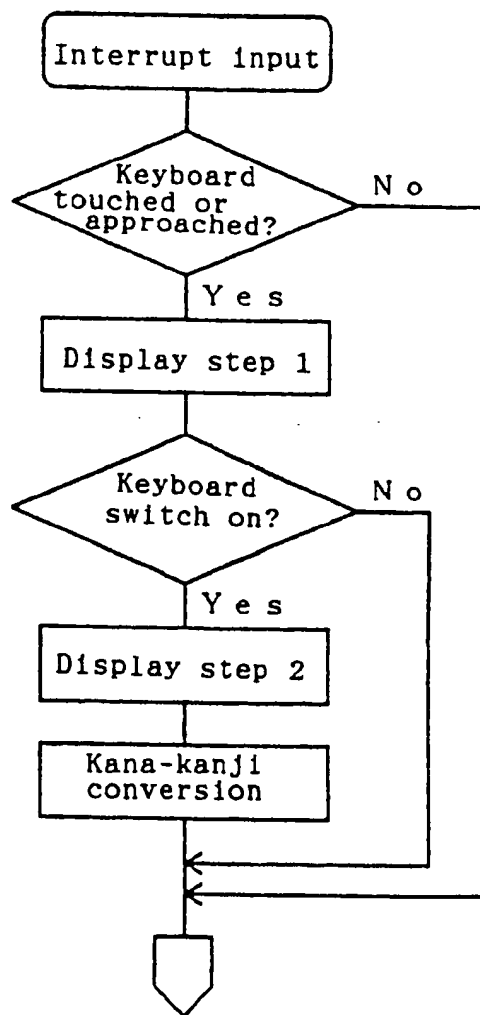 Interrupt input
Keyboard
touched or
approached?
No
Yes
Display step 1
Keyboard
switch on?
No
Yes
Display step 2
Kana-kanji
conversion